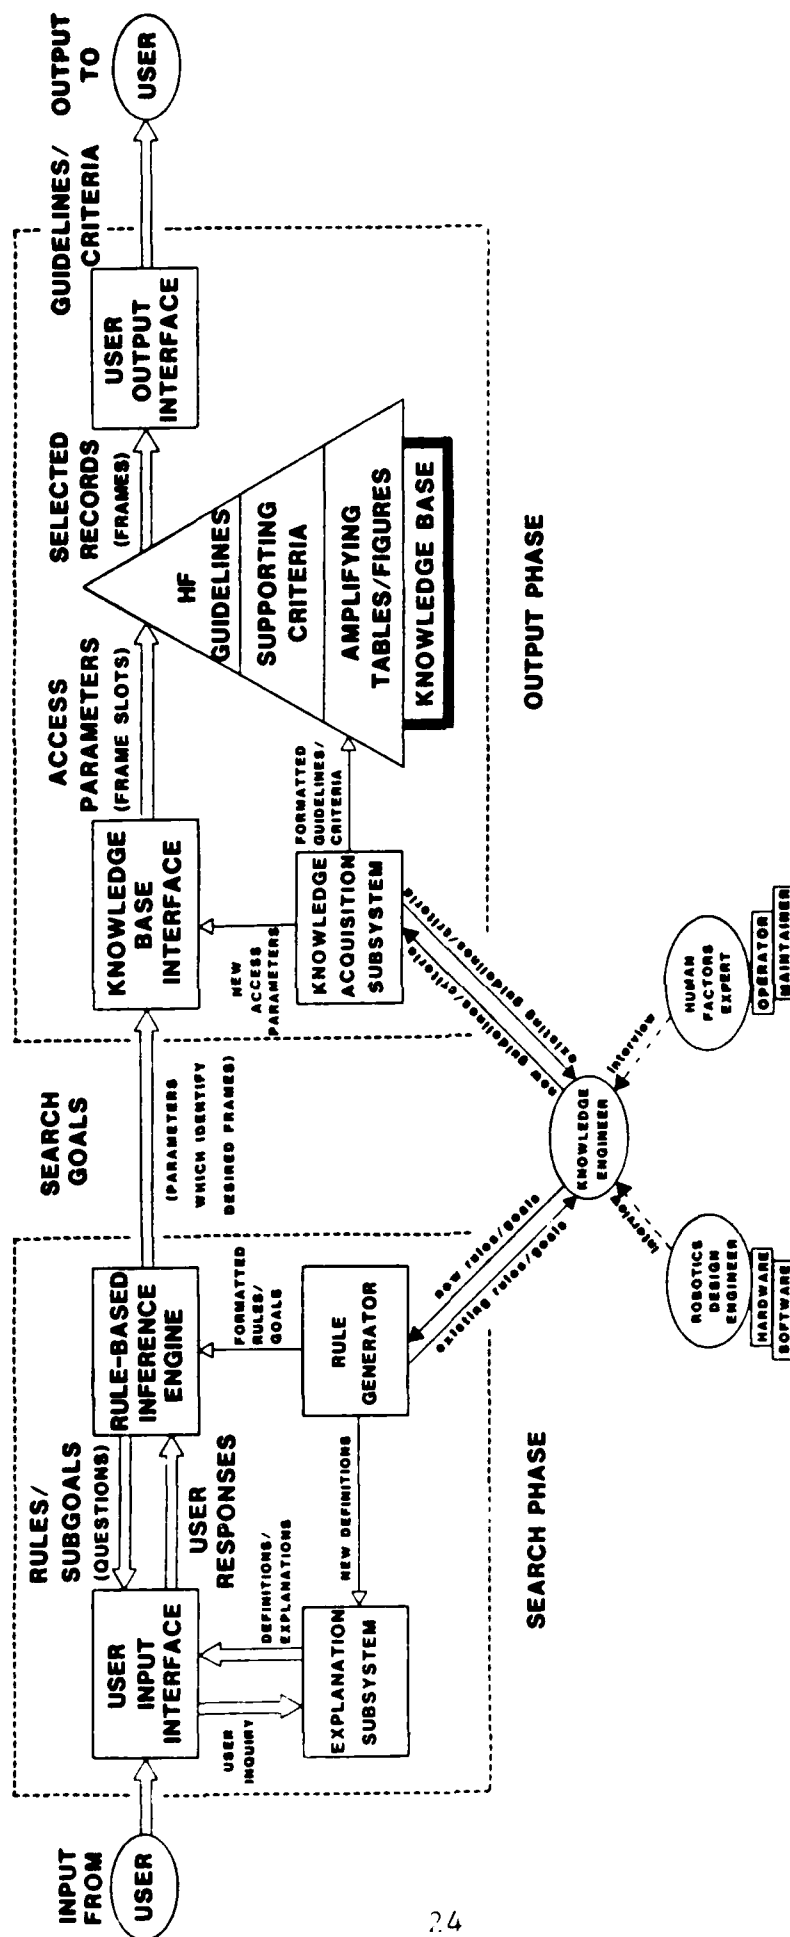 INPUT
FROM
USER
USER
INPUT
INTERFACE
RULES/
SUBGOALS
(QUESTIONS)
USER
RESPONSES
RULE-BASED
INFERENCE
ENGINE
USER
INQUIRY
DEFINITIONS/
EXPLANATIONS
EXPLANATION
SUBSYSTEM
NEW DEFINITIONS
FORMATTED
RULES/
GOALS
RULE
GENERATOR
SEARCH PHASE
SEARCH
GOALS
(PARAMETERS
WHICH IDENTIFY
DESIRED FRAMES)
KNOWLEDGE
BASE
INTERFACE
ACCESS
PARAMETERS
(FRAME SLOTS)
NEW
ACCESS
PARAMETERS
KNOWLEDGE
ACQUISITION
SUBSYSTEM
FORMATTED
GUIDELINES/
CRITERIA
HF
GUIDELINES
SUPPORTING
CRITERIA
AMPLIFYING
TABLES/FIGURES
KNOWLEDGE BASE
SELECTED
RECORDS
(FRAMES)
USER
OUTPUT
INTERFACE
GUIDELINES/
CRITERIA
OUTPUT
TO
USER
OUTPUT PHASE
new rules/goals
existing rules/goals
new guidelines/criteria
existing guidelines/criteria
KNOWLEDGE
ENGINEER
Interview
Interview
ROBOTICS
DESIGN
ENGINEER
HARDWARE
SOFTWARE
HUMAN
FACTORS
EXPERT
OPERATOR
MAINTAINER
24